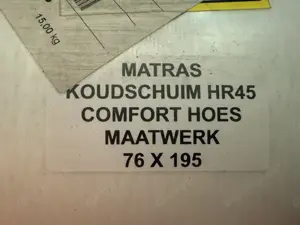 15.00 kg
MATRAS
KOUDSCHUIM HR45
COMFORT HOES
MAATWERK
76 X 195